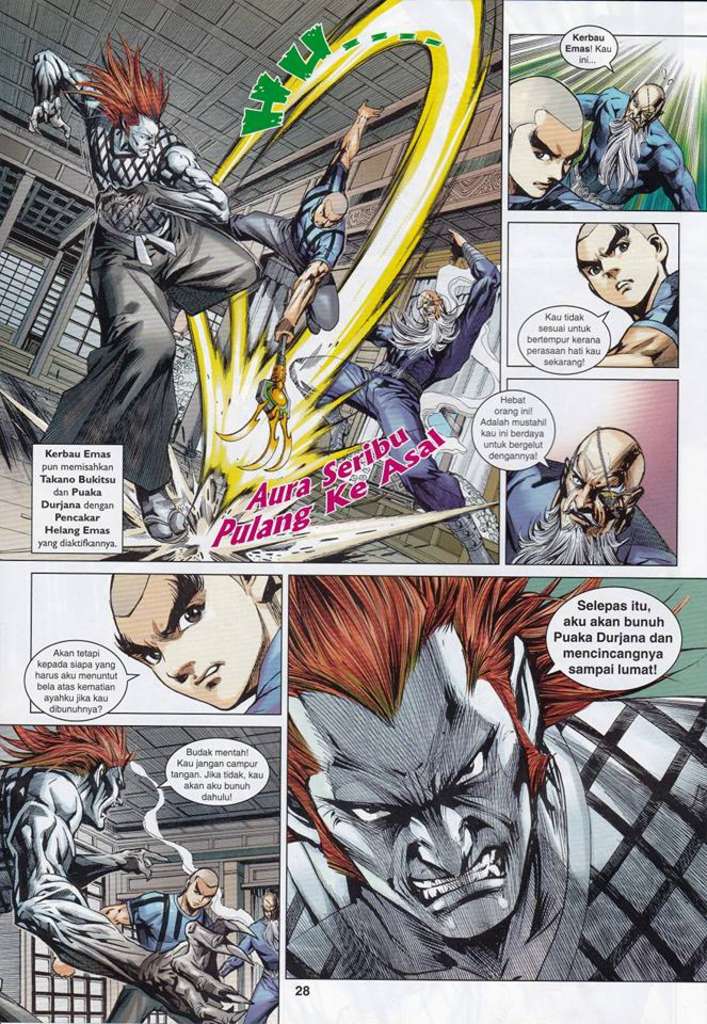 HU
Kerbau Emas
pun memisahkan
Takano Bukitsu
dan Puaka
Durjana dengan
Pencakar
Helang Emas
yang diaktifkannya.
Aura Seribu
Pulang Ke Asal
Kerbau
Emas! Kau
ini...
Kau tidak
sesuai untuk
bertempur kerana
perasaan hati kau
sekarang!
Hebat
orang ini!
Adalah mustahil
kau ini berdaya
untuk bergelut
dengannya!
Akan tetapi
kepada siapa yang
harus aku menuntut
bela atas kematian
ayahku jika kau
dibunuhnya?
Budak mentah!
Kau jangan campur
tangan. Jika tidak, kau
akan aku bunuh
dahulu!
Selepas itu,
aku akan bunuh
Puaka Durjana dan
mencincangnya
sampai lumat!
28